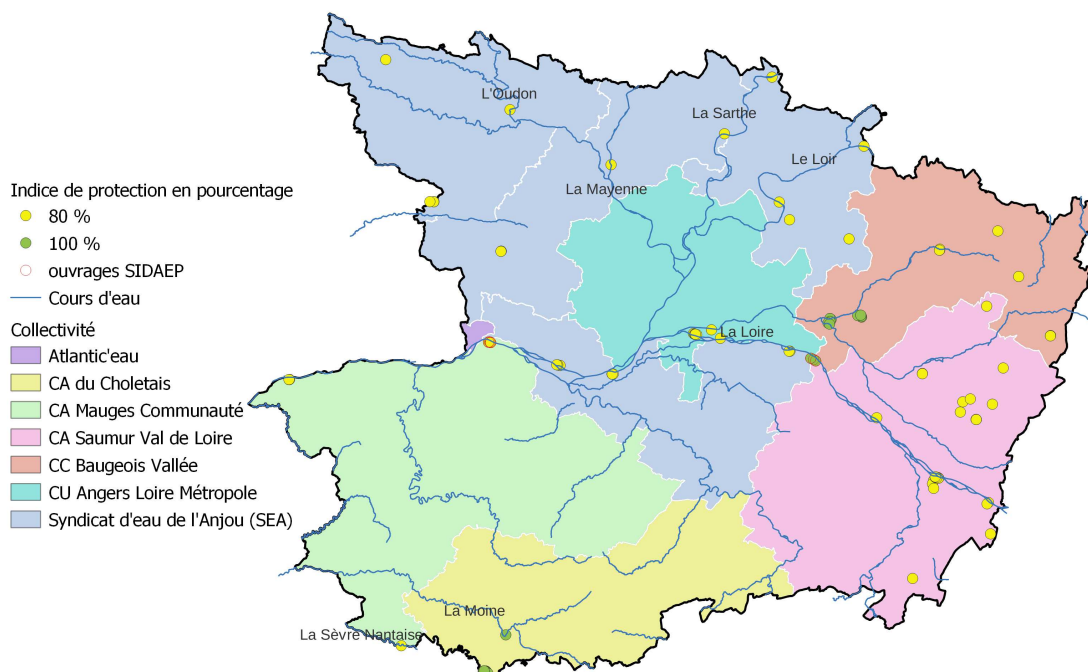 Indice de protection en pourcentage
80 %
100 %
ouvrages SIDAEP
Cours d'eau
Collectivité
Atlantic'eau
CA du Choletais
CA Mauges Communauté
CA Saumur Val de Loire
CC Baugeois Vallée
CU Angers Loire Métropole
Syndicat d'eau de l'Anjou (SEA)
L'Oudon
La Sarthe
Le Loir
La Mayenne
La Loire
La Moine
La Sèvre Nantaise